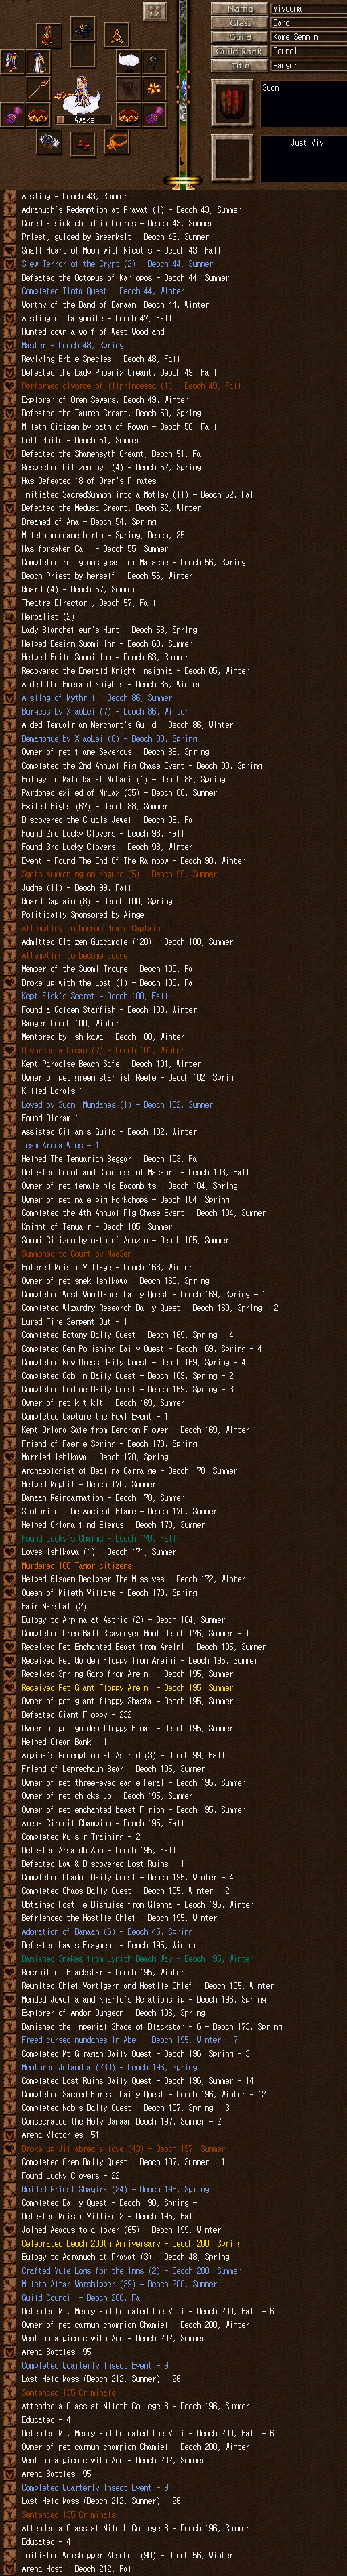 Name Viveena
Class Bard
Guild Kame Sennin
Guild Rank Council
Title Ranger
Suomi
Awake
Just Viv
Aisling - Deoch 43, Summer
Adranuch's Redemption at Pravat (1) - Deoch 43, Summer
Cured a sick child in Loures - Deoch 43, Summer
Priest, guided by GreenMsit - Deoch 43, Summer
Small Heart of Moon with Nicotis - Deoch 43, Fall
Slew Terror of the Crypt (2) - Deoch 44, Summer
Defeated the Octopus of Karlopos - Deoch 44, Summer
Completed Tiota Quest - Deoch 44, Winter
Worthy of the Band of Danaan, Deoch 44, Winter
Aisling of Talgonite - Deoch 47, Fall
Hunted down a wolf of West Woodland
Master - Deoch 48, Spring
Reviving Erbie Species - Deoch 48, Fall
Defeated the Lady Phoenix Creant, Deoch 49, Fall
Performed divorce of lilprincessa (1) - Deoch 49, Fall
Explorer of Oren Sewers, Deoch 49, Winter
Defeated the Tauren Creant, Deoch 50, Spring
Mileth Citizen by oath of Rowan - Deoch 50, Fall
Left Guild - Deoch 51, Summer
Defeated the Shamensyth Creant, Deoch 51, Fall
Respected Citizen by  (4) - Deoch 52, Spring
Has Defeated 18 of Oren's Pirates
Initiated SacredSummon into a Motley (11) - Deoch 52, Fall
Defeated the Medusa Creant, Deoch 52, Winter
Dreamed of Ana - Deoch 54, Spring
Mileth mundane birth - Spring, Deoch, 25
Has forsaken Cail - Deoch 55, Summer
Completed religious geas for Malache - Deoch 56, Spring
Deoch Priest by herself - Deoch 56, Winter
Guard (4) - Deoch 57, Summer
Theatre Director , Deoch 57, Fall
Herbalist (2)
Lady Blanchefleur's Hunt - Deoch 58, Spring
Helped Design Suomi Inn - Deoch 63, Summer
Helped Build Suomi Inn - Deoch 63, Summer
Recovered the Emerald Knight Insignia - Deoch 85, Winter
Aided the Emerald Knights - Deoch 85, Winter
Aisling of Mythril - Deoch 86, Summer
Burgess by XiaoLei (7) - Deoch 86, Winter
Aided Temuairian Merchant's Guild - Deoch 86, Winter
Demagogue by XiaoLei (8) - Deoch 88, Spring
Owner of pet flame Severous - Deoch 88, Spring
Completed the 2nd Annual Pig Chase Event - Deoch 88, Spring
Eulogy to Matrika at Mehadi (1) - Deoch 88, Spring
Pardoned exiled of MrLax (35) - Deoch 88, Summer
Exiled Highs (67) - Deoch 88, Summer
Discovered the Cluais Jewel - Deoch 98, Fall
Found 2nd Lucky Clovers - Deoch 98, Fall
Found 3rd Lucky Clovers - Deoch 98, Winter
Event - Found The End Of The Rainbow - Deoch 98, Winter
Sgath summoning on Koguro (5) - Deoch 99, Summer
Judge (11) - Deoch 99, Fall
Guard Captain (8) - Deoch 100, Spring
Politically Sponsored by Ainge
Attempting to become Guard Captain
Admitted Citizen Guacamole (120) - Deoch 100, Summer
Attempting to become Judge
Member of the Suomi Troupe - Deoch 100, Fall
Broke up with the Lost (1) - Deoch 100, Fall
Kept Fisk's Secret - Deoch 100, Fall
Found a Golden Starfish - Deoch 100, Winter
Ranger Deoch 100, Winter
Mentored by Ishikawa - Deoch 100, Winter
Divorced a Dream (7) - Deoch 101, Winter
Kept Paradise Beach Safe - Deoch 101, Winter
Owner of pet green starfish Reefe - Deoch 102, Spring
Killed Lorais 1
Loved by Suomi Mundanes (1) - Deoch 102, Summer
Found Dioram 1
Assisted Gillam's Guild - Deoch 102, Winter
Team Arena Wins - 1
Helped The Temuarian Beggar - Deoch 103, Fall
Defeated Count and Countess of Macabre - Deoch 103, Fall
Owner of pet female pig Baconbits - Deoch 104, Spring
Owner of pet male pig Porkchops - Deoch 104, Spring
Completed the 4th Annual Pig Chase Event - Deoch 104, Summer
Knight of Temuair - Deoch 105, Summer
Suomi Citizen by oath of Acuzio - Deoch 105, Summer
Summoned to Court by MaeSen
Entered Muisir Village - Deoch 168, Winter
Owner of pet snek Ishikawa - Deoch 169, Spring
Completed West Woodlands Daily Quest - Deoch 169, Spring - 1
Completed Wizardry Research Daily Quest - Deoch 169, Spring - 2
Lured Fire Serpent Out - 1
Completed Botany Daily Quest - Deoch 169, Spring - 4
Completed Gem Polishing Daily Quest - Deoch 169, Spring - 4
Completed New Dress Daily Quest - Deoch 169, Spring - 4
Completed Goblin Daily Quest - Deoch 169, Spring - 2
Completed Undine Daily Quest - Deoch 169, Spring - 3
Owner of pet kit kit - Deoch 169, Summer
Completed Capture the Fowl Event - 1
Kept Oriana Safe from Dendron Flower - Deoch 169, Winter
Friend of Faerie Spring - Deoch 170, Spring
Married Ishikawa - Deoch 170, Spring
Archaeologist of Beal na Carraige - Deoch 170, Summer
Helped Mephit - Deoch 170, Summer
Danaan Reincarnation - Deoch 170, Summer
Sinturi of the Ancient Flame - Deoch 170, Summer
Helped Oriana find Elemus - Deoch 170, Summer
Found Locky's Charms - Deoch 170, Fall
Loves Ishikawa (1) - Deoch 171, Summer
Murdered 188 Tagor citizens
Helped Gisaem Decipher The Missives - Deoch 172, Winter
Queen of Mileth Village - Deoch 173, Spring
Fair Marshal (2)
Eulogy to Arpina at Astrid (2) - Deoch 104, Summer
Completed Oren Ball Scavenger Hunt Deoch 176, Summer - 1
Received Pet Enchanted Beast from Areini - Deoch 195, Summer
Received Pet Golden Floppy from Areini - Deoch 195, Summer
Received Spring Garb from Areini - Deoch 195, Summer
Received Pet Giant Floppy Areini - Deoch 195, Summer
Owner of pet giant floppy Shasta - Deoch 195, Summer
Defeated Giant Floppy - 232
Owner of pet golden floppy Final - Deoch 195, Summer
Helped Clean Bank - 1
Arpina's Redemption at Astrid (3) - Deoch 99, Fall
Friend of Leprechaun Bear - Deoch 195, Summer
Owner of pet three-eyed eagle Feral - Deoch 195, Summer
Owner of pet chicks Jo - Deoch 195, Summer
Owner of pet enchanted beast Firion - Deoch 195, Summer
Arena Circuit Champion - Deoch 195, Fall
Completed Muisir Training - 2
Defeated Arsaidh Aon - Deoch 195, Fall
Defeated Law & Discovered Lost Ruins - 1
Completed Chadul Daily Quest - Deoch 195, Winter - 4
Completed Chaos Daily Quest - Deoch 195, Winter - 2
Obtained Hostile Disguise from Glenna - Deoch 195, Winter
Befriended the Hostile Chief - Deoch 195, Winter
Adoration of Danaan (6) - Deoch 45, Spring
Defeated Law's Fragment - Deoch 195, Winter
Banished Snakes from Lynith Beach Way - Deoch 195, Winter
Recruit of Blackstar - Deoch 195, Winter
Reunited Chief Vortigern and Hostile Chief - Deoch 195, Winter
Mended Jowella and Kharlo's Relationship - Deoch 196, Spring
Explorer of Andor Dungeon - Deoch 196, Spring
Banished the Imperial Shade of Blackstar - 6 - Deoch 173, Spring
Freed cursed mundanes in Abel - Deoch 195, Winter - 7
Completed Mt Giragan Daily Quest - Deoch 196, Spring - 3
Mentored Jolandia (230) - Deoch 196, Spring
Completed Lost Ruins Daily Quest - Deoch 196, Summer - 14
Completed Sacred Forest Daily Quest - Deoch 196, Winter - 12
Completed Nobis Daily Quest - Deoch 197, Spring - 3
Consecrated the Holy Danaan Deoch 197, Summer - 2
Arena Victories: 51
Broke up Jillabrea's love (43) - Deoch 197, Summer
Completed Oren Daily Quest - Deoch 197, Summer - 1
Found Lucky Clovers - 22
Guided Priest Shaqira (24) - Deoch 198, Spring
Completed Daily Quest - Deoch 198, Spring - 1
Defeated Muisir Villian 2 - Deoch 195, Fall
Joined Aeacus to a lover (65) - Deoch 199, Winter
Celebrated Deoch 200th Anniversary - Deoch 200, Spring
Eulogy to Adranuch at Pravat (3) - Deoch 48, Spring
Crafted Yule Logs for the Inns (2) - Deoch 200, Summer
Mileth Altar Worshipper (39) - Deoch 200, Summer
Guild Council - Deoch 200, Fall
Defended Mt. Merry and Defeated the Yeti - Deoch 200, Fall - 6
Owner of pet carnun champion Chamiel - Deoch 200, Winter
Went on a picnic with And - Deoch 202, Summer
Arena Battles: 95
Completed Quarterly Insect Event - 9
Last Held Mass (Deoch 212, Summer) - 26
Sentenced 135 Criminals
Attended a Class at Mileth College 8 - Deoch 196, Summer
Educated - 41
Defended Mt. Merry and Defeated the Yeti - Deoch 200, Fall - 6
Owner of pet carnun champion Chamiel - Deoch 200, Winter
Went on a picnic with And - Deoch 202, Summer
Arena Battles: 95
Completed Quarterly Insect Event - 9
Last Held Mass (Deoch 212, Summer) - 26
Sentenced 135 Criminals
Attended a Class at Mileth College 8 - Deoch 196, Summer
Educated - 41
Initiated Worshipper Absobel (90) - Deoch 56, Winter
Arena Host - Deoch 212, Fall